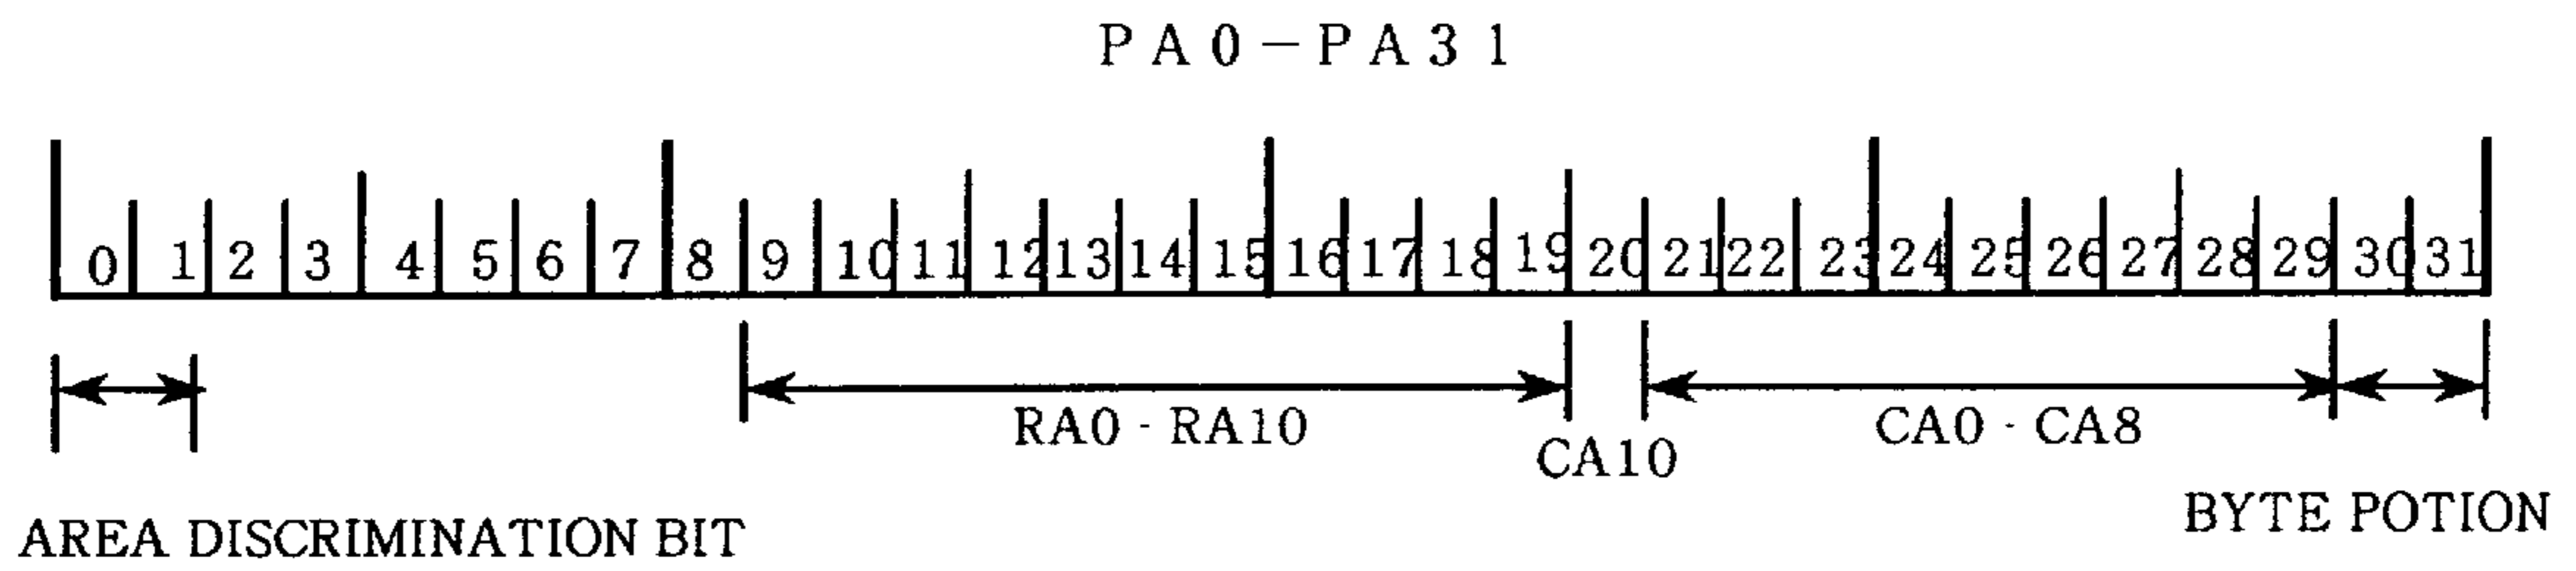 PA0-PA31
0 1 2 3 4 5 6 7 8 9 10 11 12 13 14 15 16 17 18 19 20 21 22 23 24 25 26 27 28 29 30 31
RA0 - RA10
CA10
CA0 - CA8
AREA DISCRIMINATION BIT
BYTE POTION